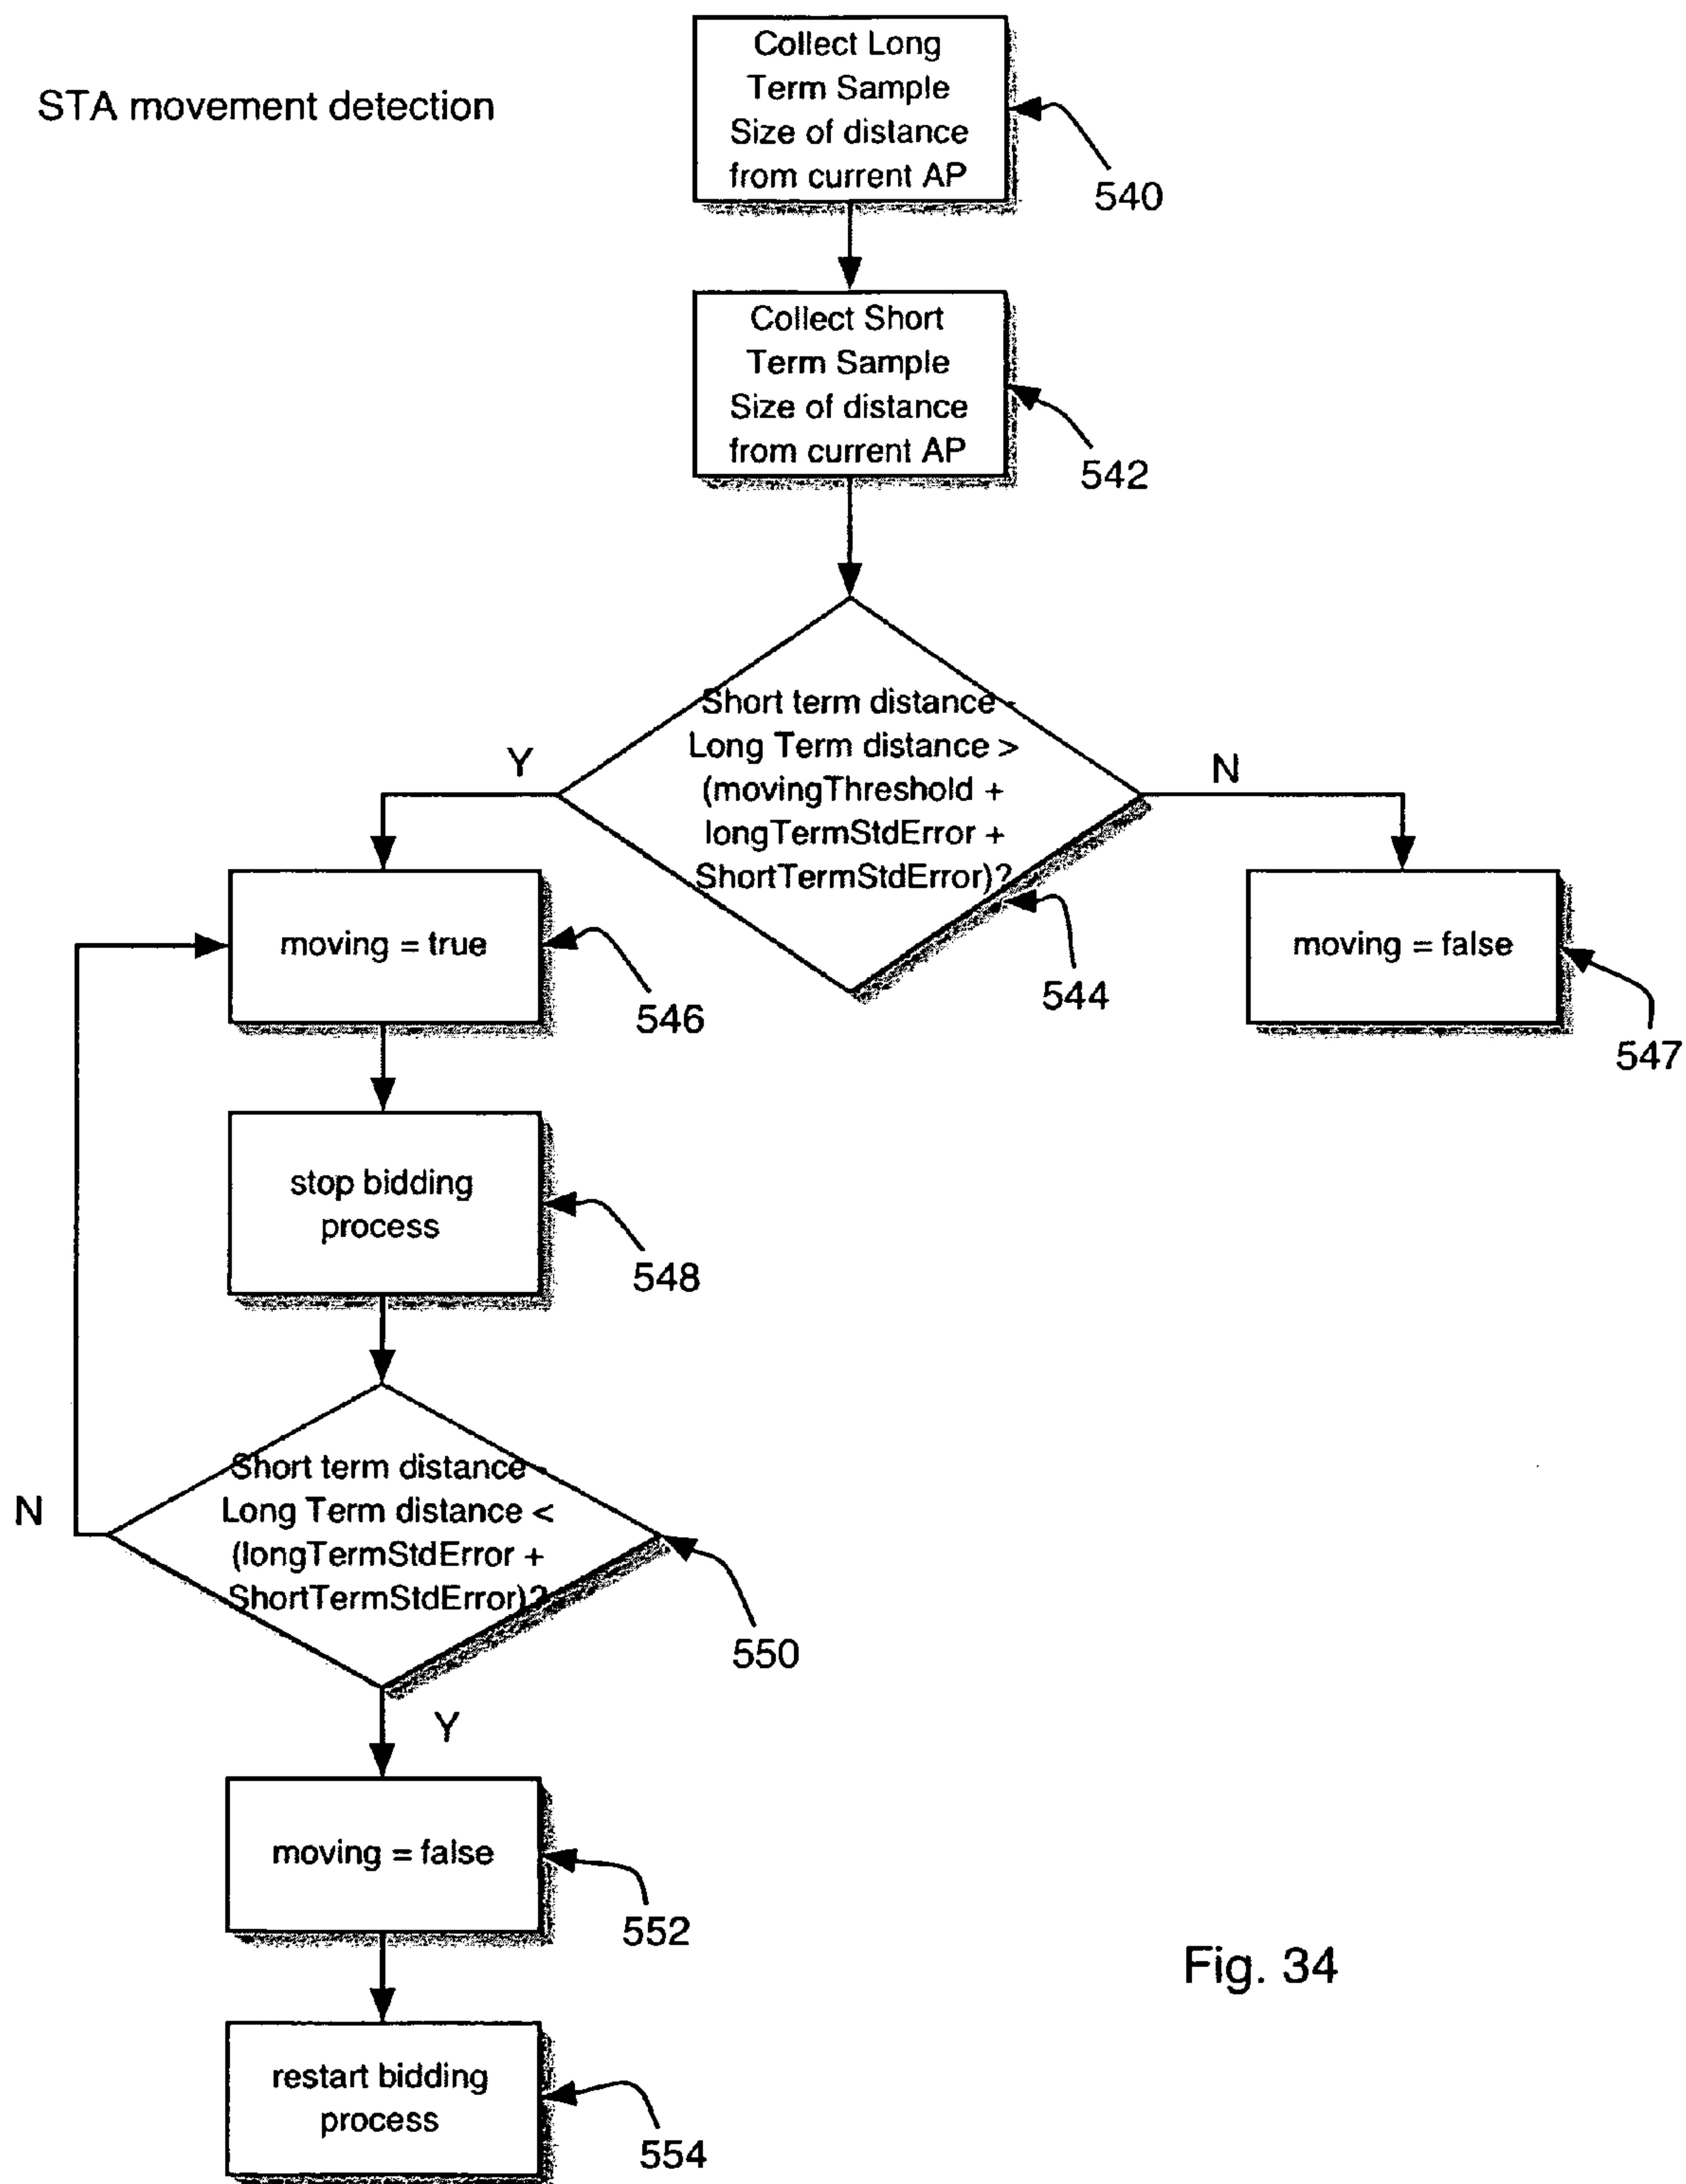 STA movement detection
Collect Long
Term Sample
Size of distance
from current AP
540
Collect Short
Term Sample
Size of distance
from current AP
542
Short term distance -
Long Term distance >
(movingThreshold +
longTermStdError +
ShortTermStdError)?
544
Y
N
moving = true
546
moving = false
547
stop bidding
process
548
Short term distance -
Long Term distance <
(longTermStdError +
ShortTermStdError)?
550
N
Y
moving = false
552
restart bidding
process
554
Fig. 34